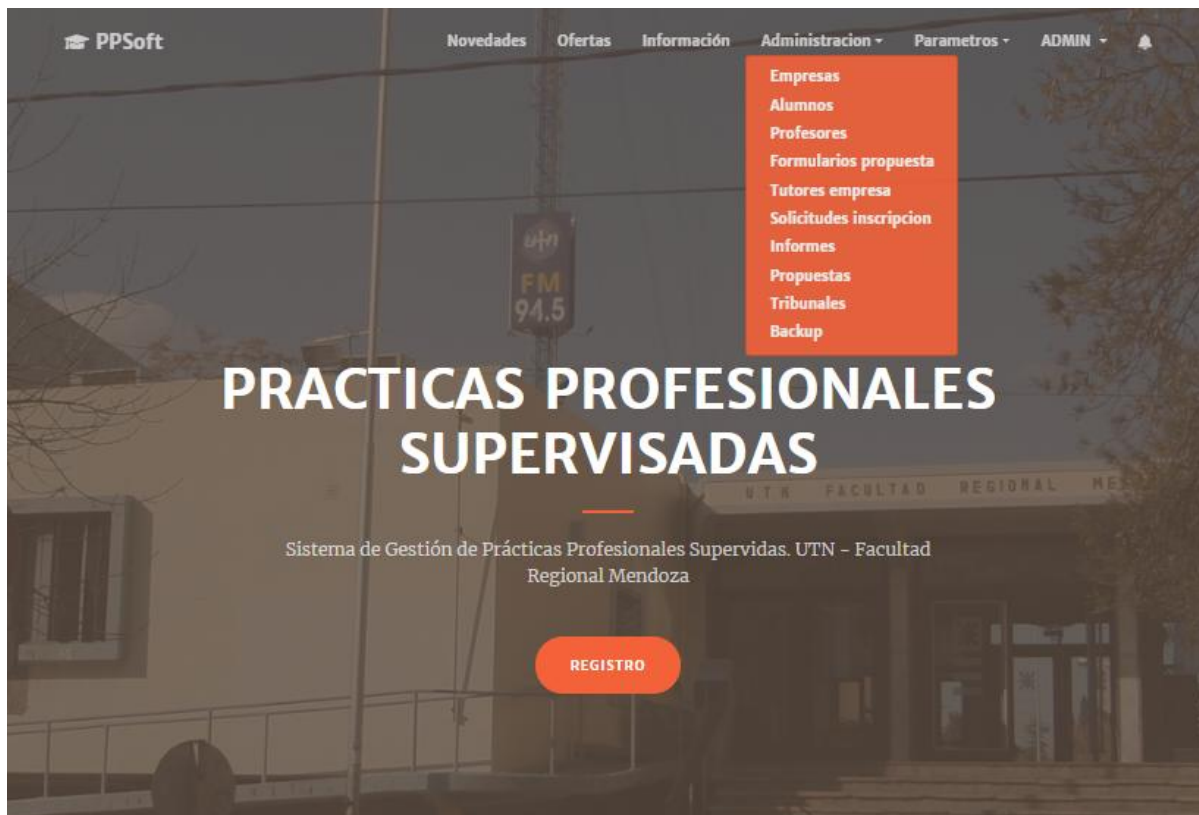 PPSoft
Novedades Ofertas Información Administracion Parametros ADMIN
Empresas
Alumnos
Profesores
Formularios propuesta
Tutores empresa
Solicitudes inscripcion
Informes
Propuestas
Tribunales
Backup
utn
FM
94.5
PRACTICAS PROFESIONALES
SUPERVISADAS
UTN FACULTAD REGIONAL
Sistema de Gestión de Prácticas Profesionales Supervidas. UTN - Facultad
Regional Mendoza
REGISTRO